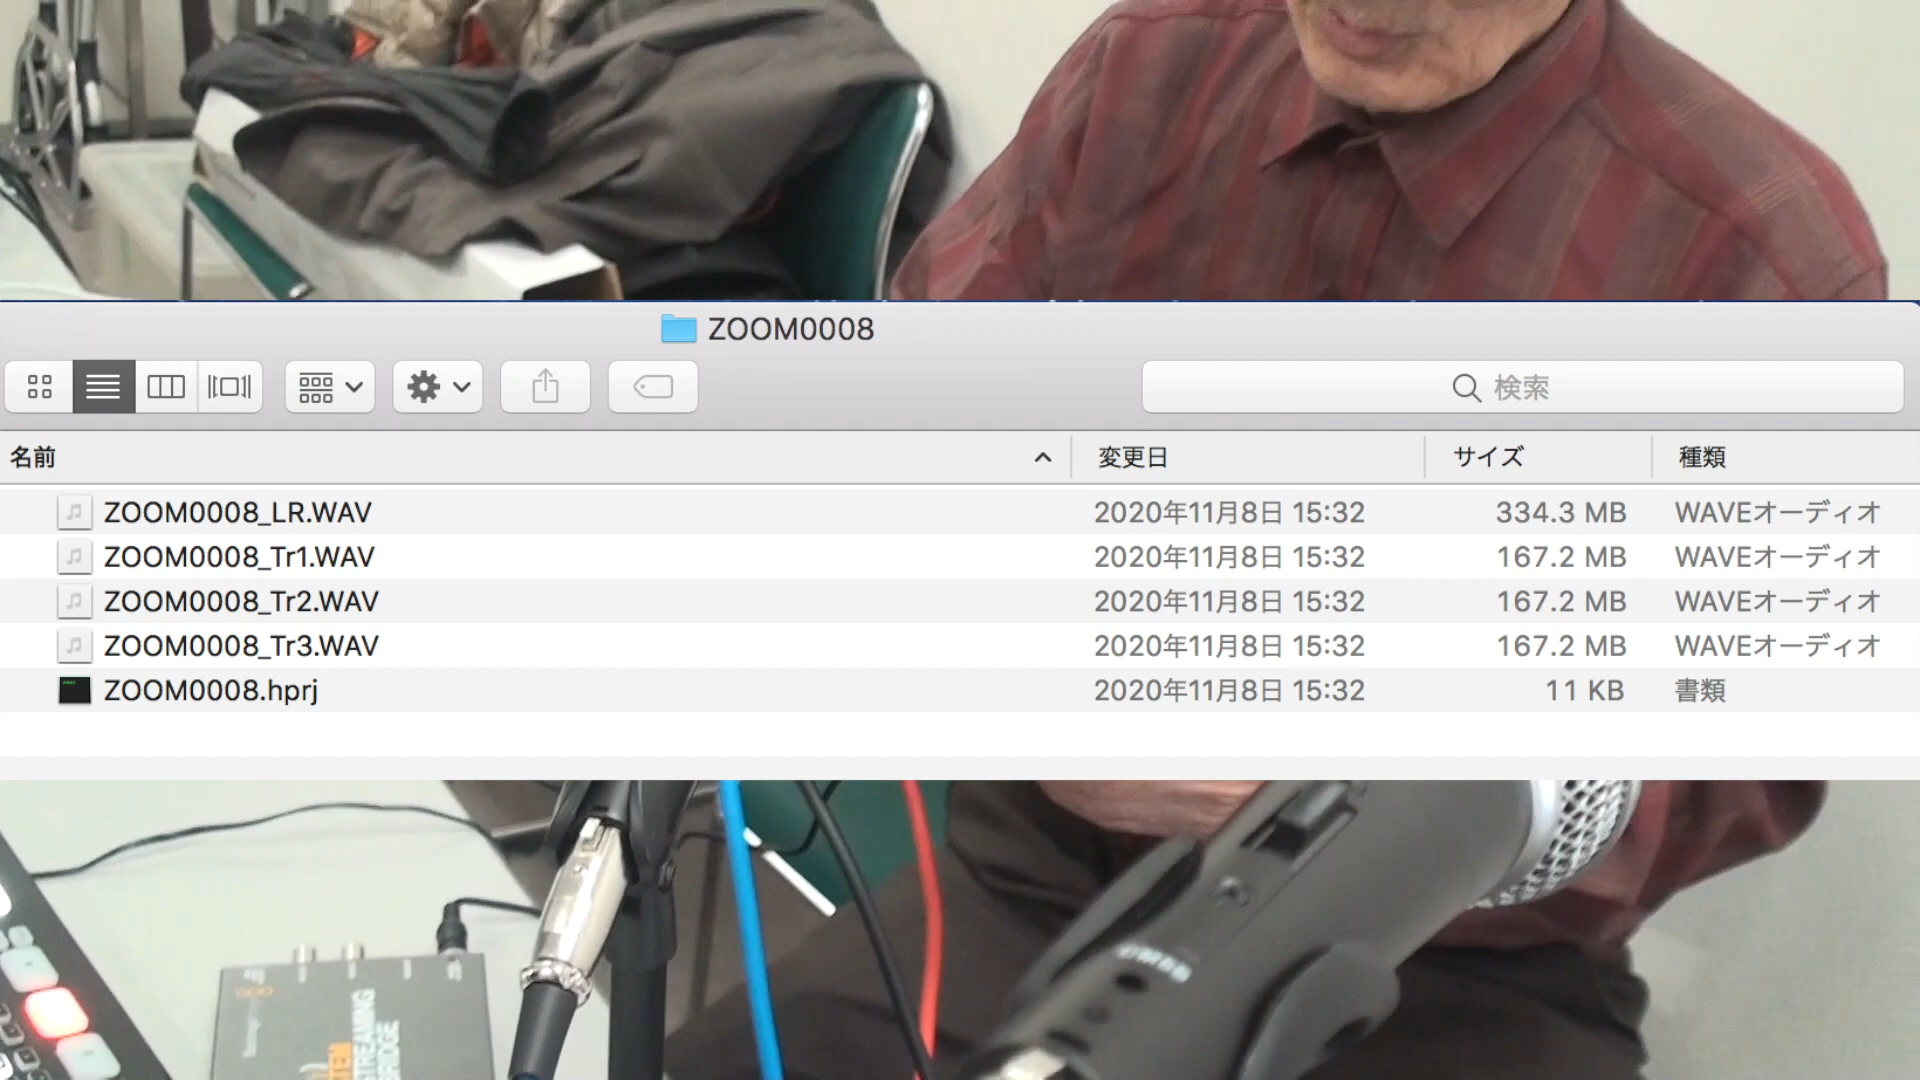 ZOOM0008
検索
名前 変更日 サイズ 種類
ZOOM0008_LR.WAV 2020年11月8日 15:32 334.3 MB WAVEオーディオ
ZOOM0008_Tr1.WAV 2020年11月8日 15:32 167.2 MB WAVEオーディオ
ZOOM0008_Tr2.WAV 2020年11月8日 15:32 167.2 MB WAVEオーディオ
ZOOM0008_Tr3.WAV 2020年11月8日 15:32 167.2 MB WAVEオーディオ
ZOOM0008.hprj 2020年11月8日 15:32 11 KB 書類
STREAMING
BRIDGE